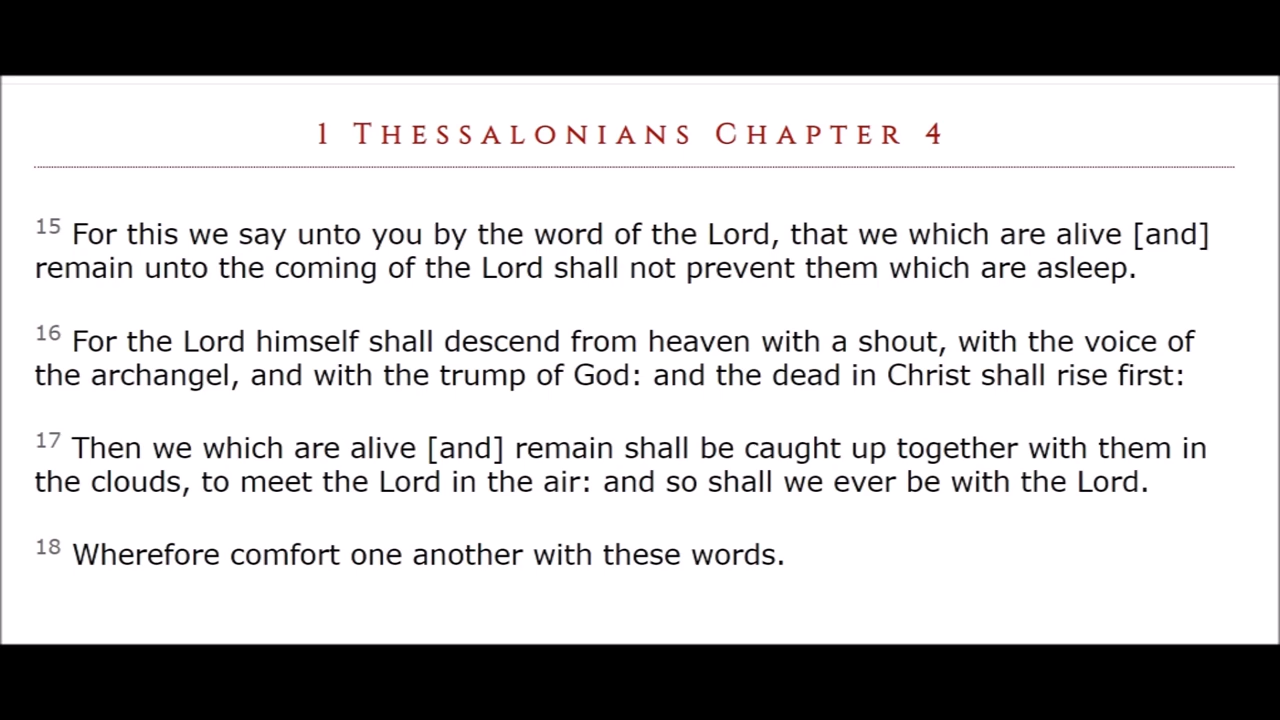 1 Thessalonians Chapter 4
15 For this we say unto you by the word of the Lord, that we which are alive [and]
remain unto the coming of the Lord shall not prevent them which are asleep.
16 For the Lord himself shall descend from heaven with a shout, with the voice of
the archangel, and with the trump of God: and the dead in Christ shall rise first:
17 Then we which are alive [and] remain shall be caught up together with them in
the clouds, to meet the Lord in the air: and so shall we ever be with the Lord.
18 Wherefore comfort one another with these words.